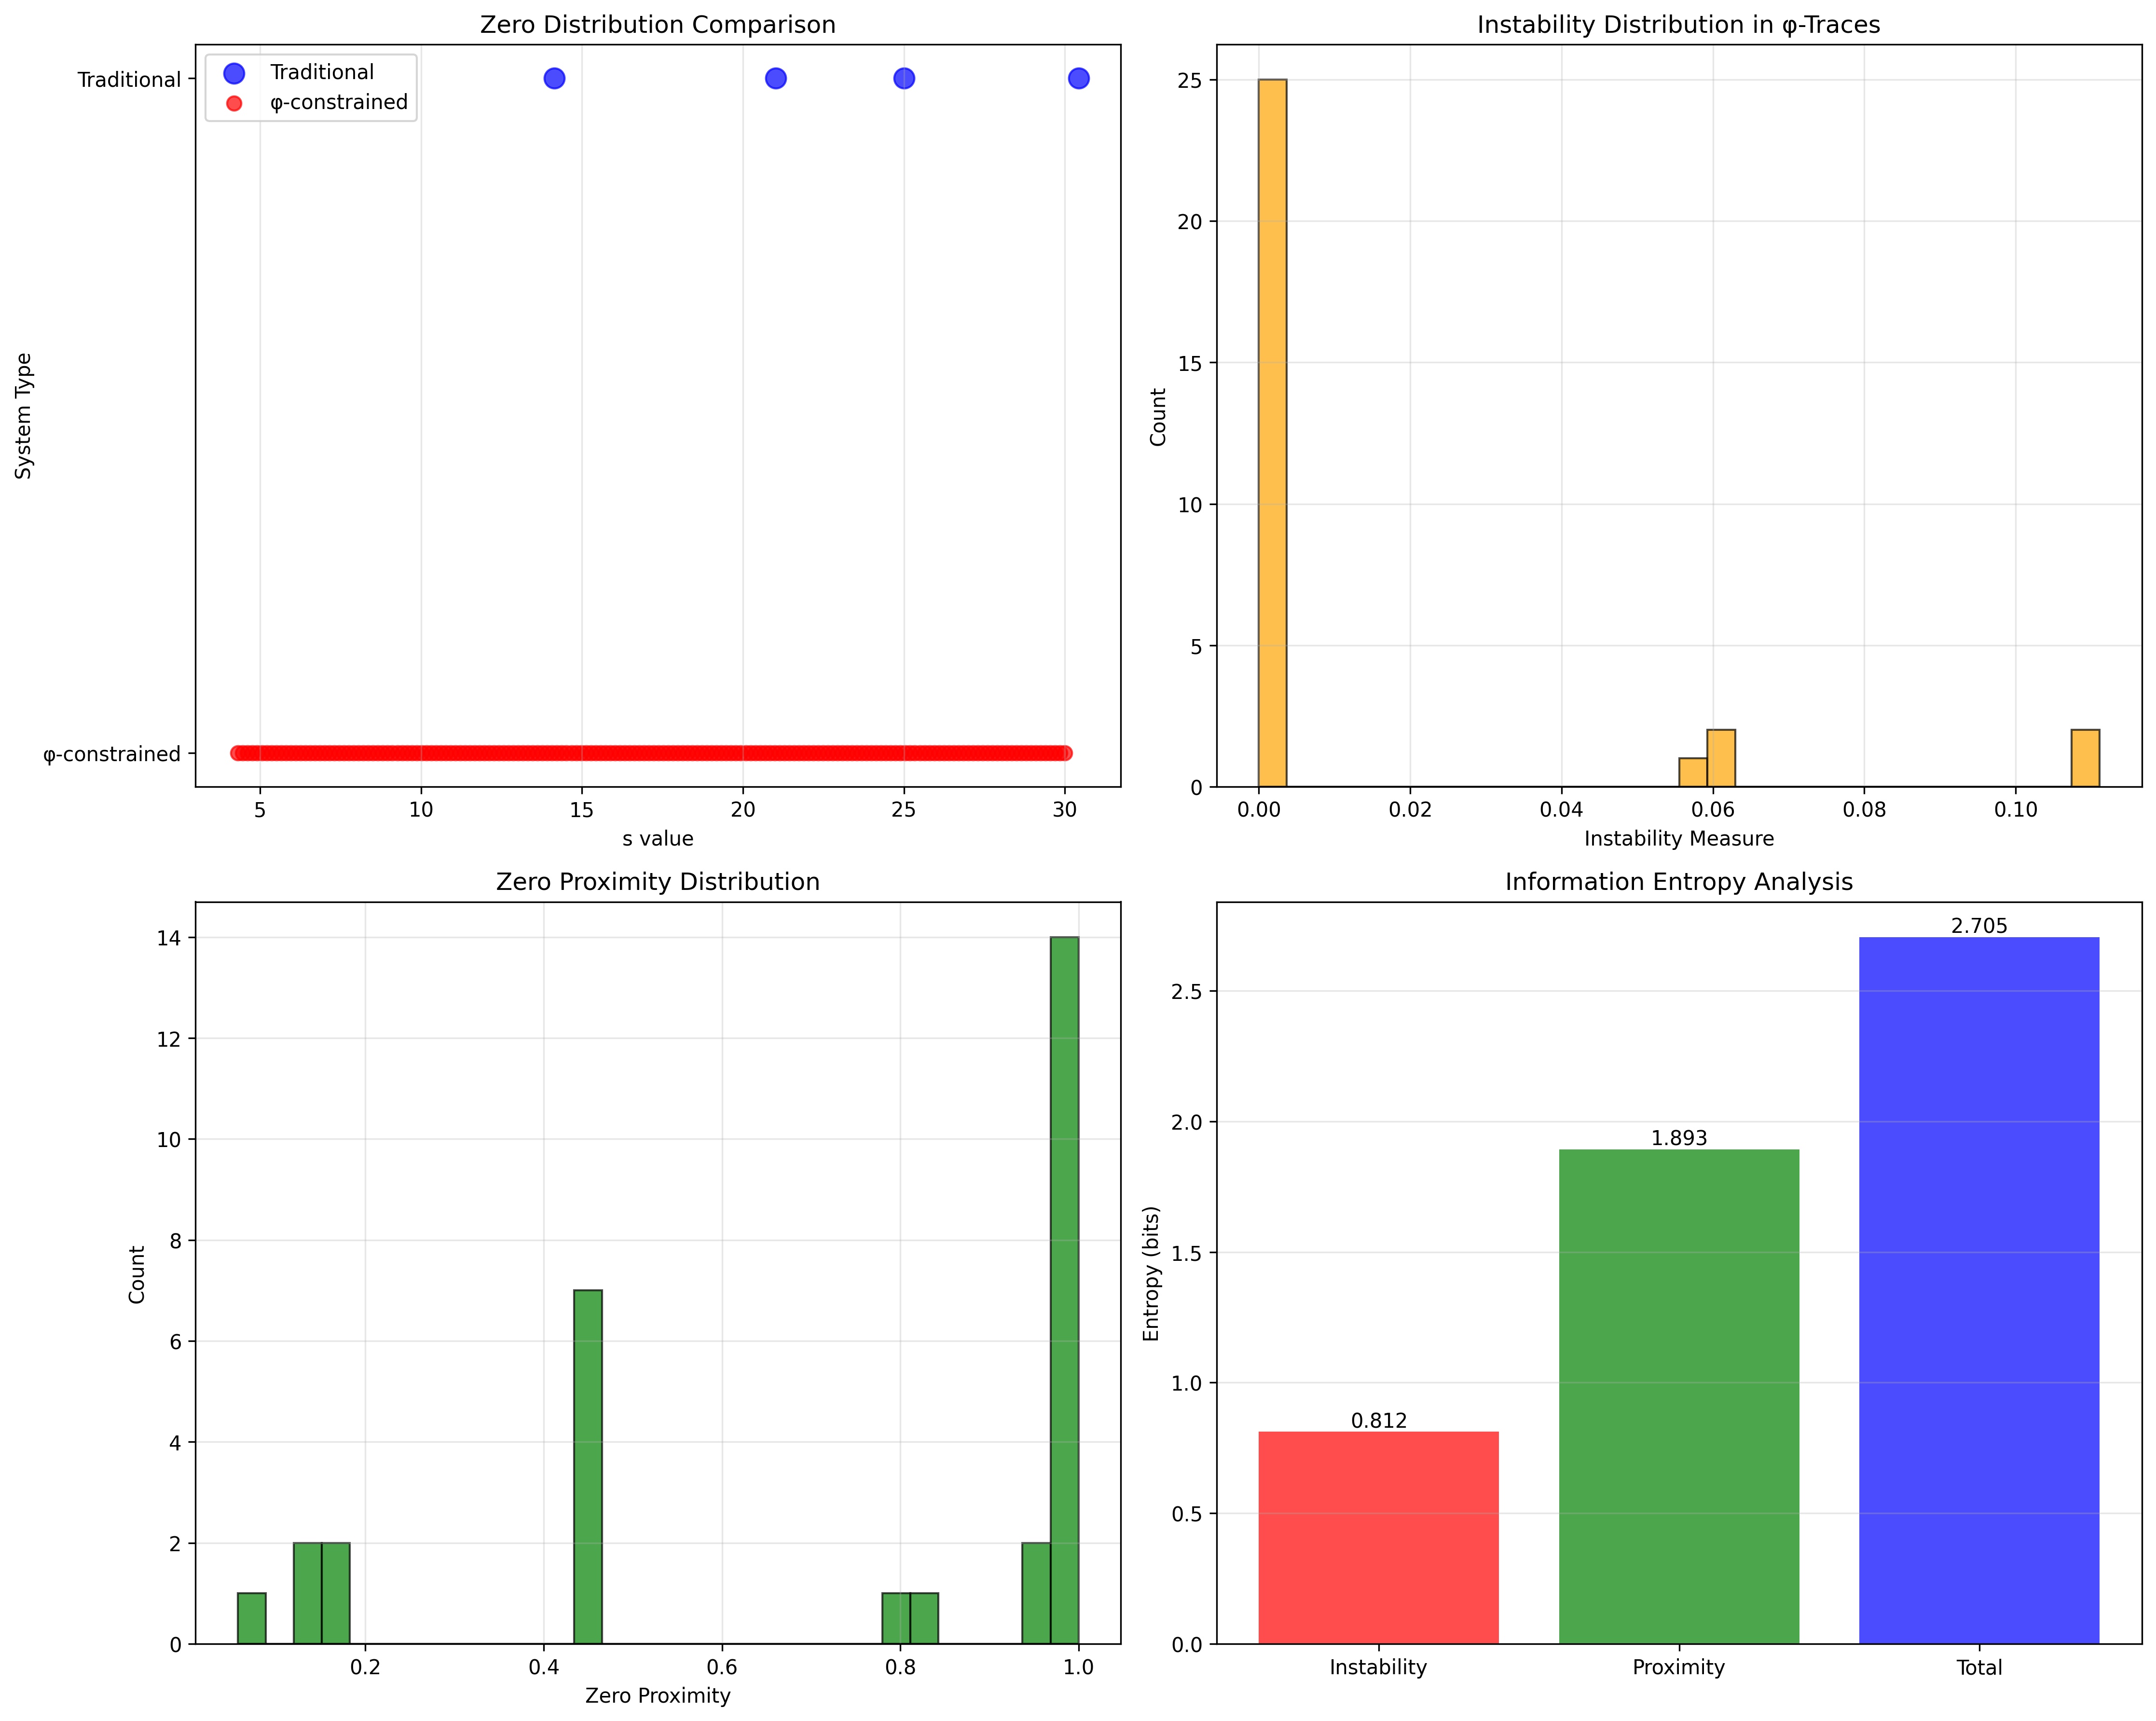 Zero Distribution Comparison
Traditional
φ-constrained
Traditional
φ-constrained
System Type
5 10 15 20 25 30
s value
Instability Distribution in φ-Traces
25
20
15
10
5
0
Count
0.00 0.02 0.04 0.06 0.08 0.10
Instability Measure
Zero Proximity Distribution
14
12
10
8
6
4
2
0
Count
0.2 0.4 0.6 0.8 1.0
Zero Proximity
Information Entropy Analysis
2.705
1.893
0.812
2.5
2.0
1.5
1.0
0.5
0.0
Entropy (bits)
Instability Proximity Total